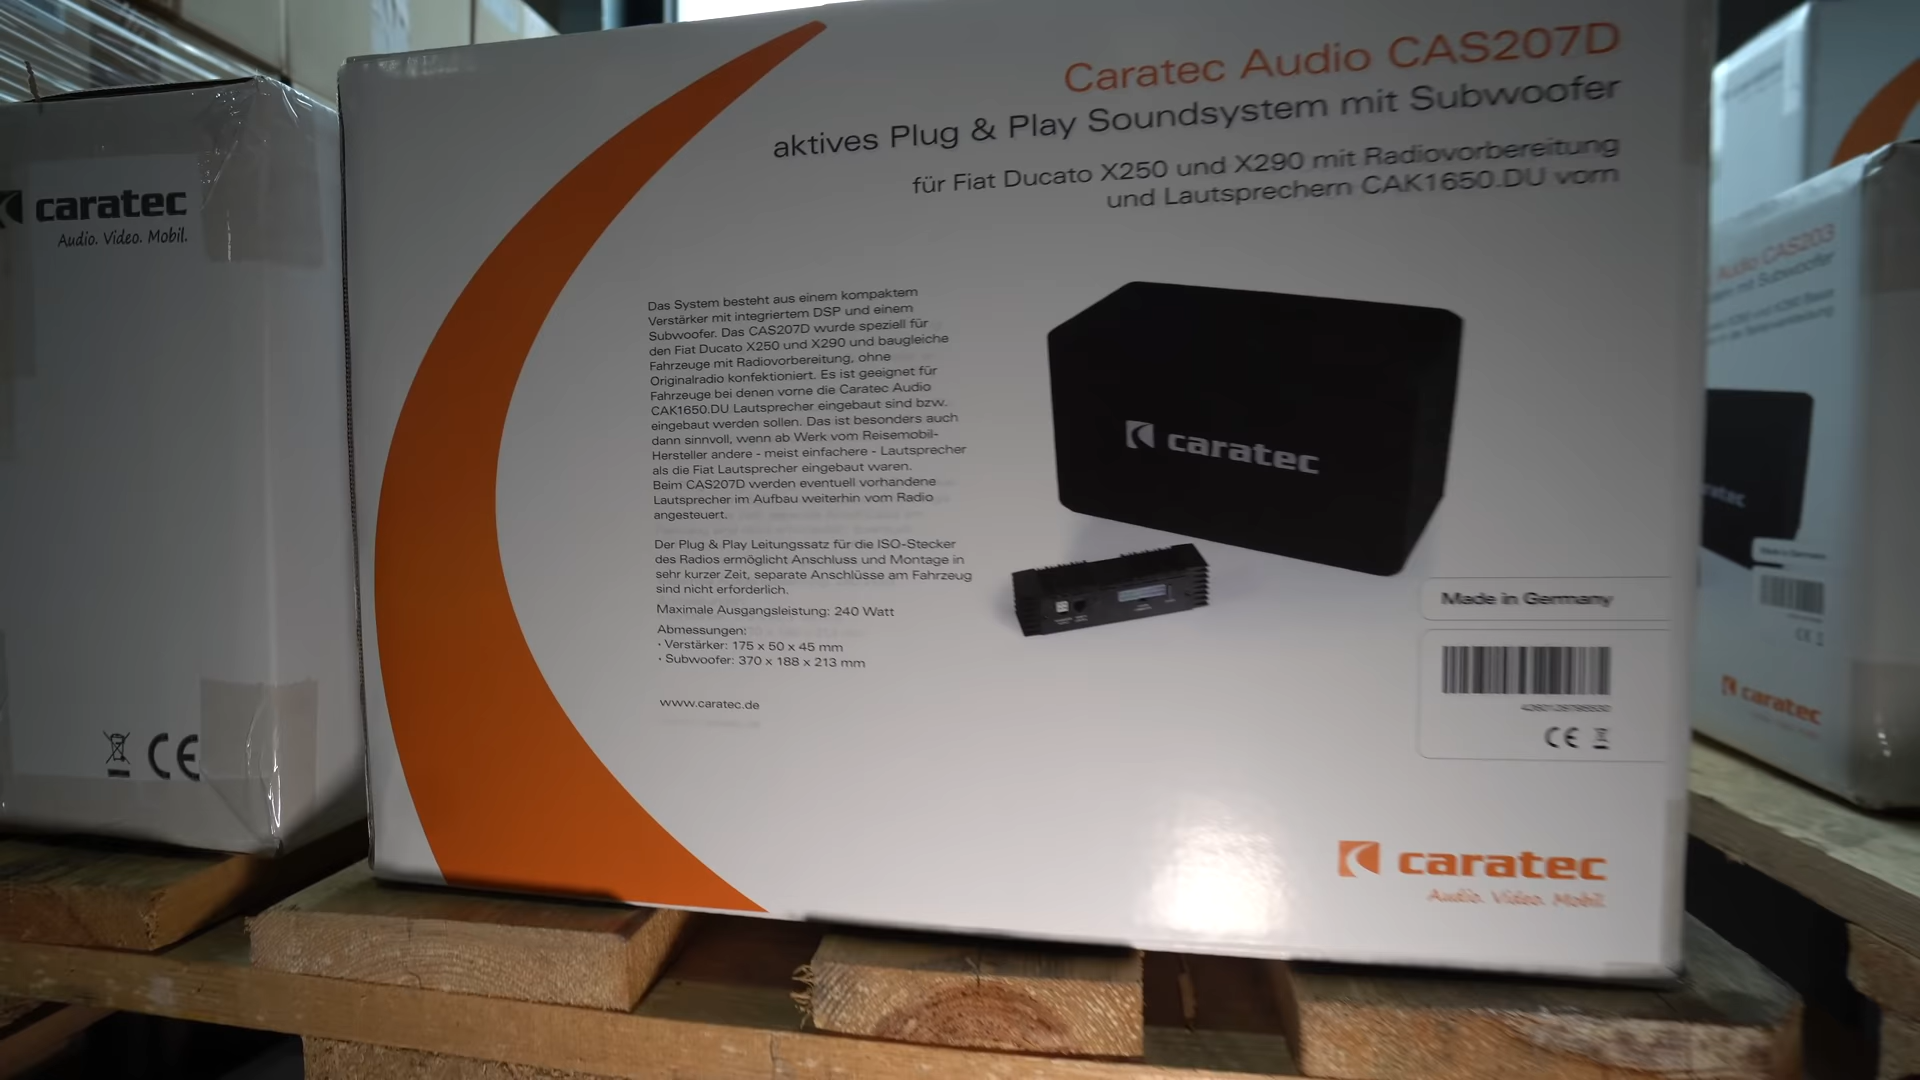 caratec
Audio. Video. Mobil.
CE
Caratec Audio CAS207D
aktives Plug & Play Soundsystem mit Subwoofer
für Fiat Ducato X250 und X290 mit Radiovorbereitung
und Lautsprechern CAK1650.DU vorn
Das System besteht aus einem kompaktem
Verstärker mit integriertem DSP und einem
Subwoofer. Das CAS207D wurde speziell für
den Fiat Ducato X250 und X290 und baugleiche
Fahrzeuge mit Radiovorbereitung, ohne
Originalradio konfektioniert. Es ist geeignet für
Fahrzeuge bei denen vorne die Caratec Audio
CAK1650.DU Lautsprecher eingebaut sind bzw.
eingebaut werden sollen. Das ist besonders auch
dann sinnvoll, wenn ab Werk vom Reisemobil-
Hersteller andere - meist einfachere - Lautsprecher
als die Fiat Lautsprecher eingebaut waren.
Beim CAS207D werden eventuell vorhandene
Lautsprecher im Aufbau weiterhin vom Radio
angesteuert.
Der Plug & Play Leitungssatz für die ISO-Stecker
des Radios ermöglicht Anschluss und Montage in
sehr kurzer Zeit, separate Anschlüsse am Fahrzeug
sind nicht erforderlich.
Maximale Ausgangsleistung: 240 Watt
Abmessungen:
· Verstärker: 175 x 50 x 45 mm
· Subwoofer: 370 x 188 x 213 mm
www.caratec.de
caratec
Made in Germany
CE
caratec
Audio. Video. Mobil.
Audio CAS203
mit Subwoofer
CE
caratec